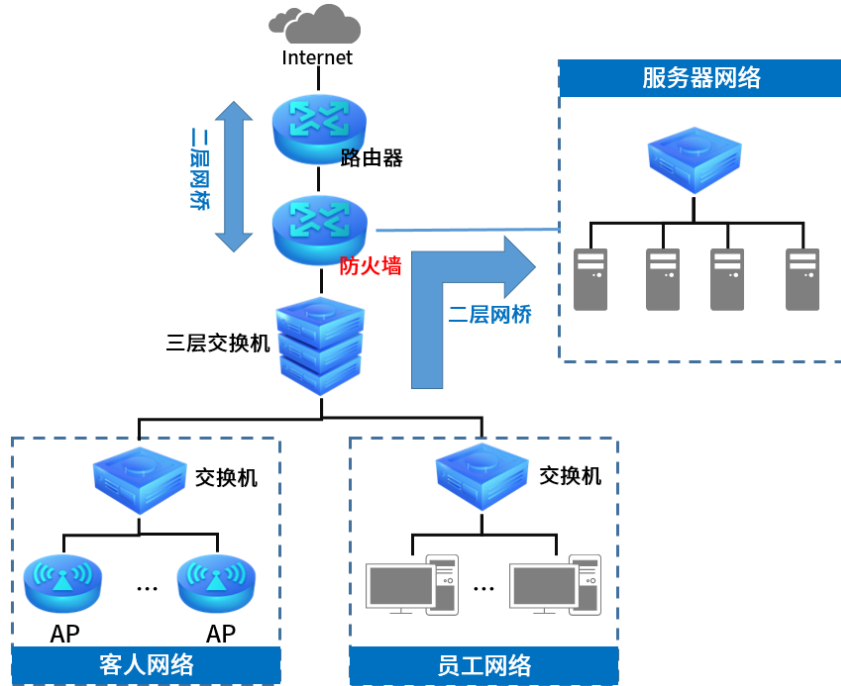 Internet
服务器网络
二层网桥
路由器
防火墙
二层网桥
三层交换机
交换机
交换机
...
...
AP
AP
客人网络
员工网络